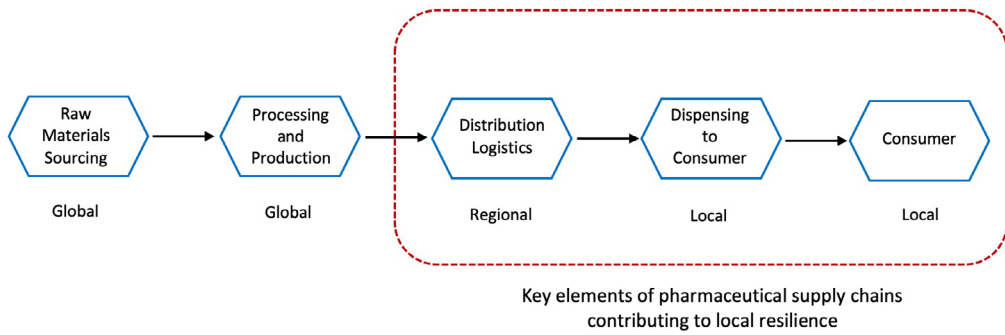 Raw
Materials
Sourcing
Processing
and
Production
Distribution
Logistics
Dispensing
to
Consumer
Consumer
Global
Global
Regional
Local
Local
Key elements of pharmaceutical supply chains
contributing to local resilience